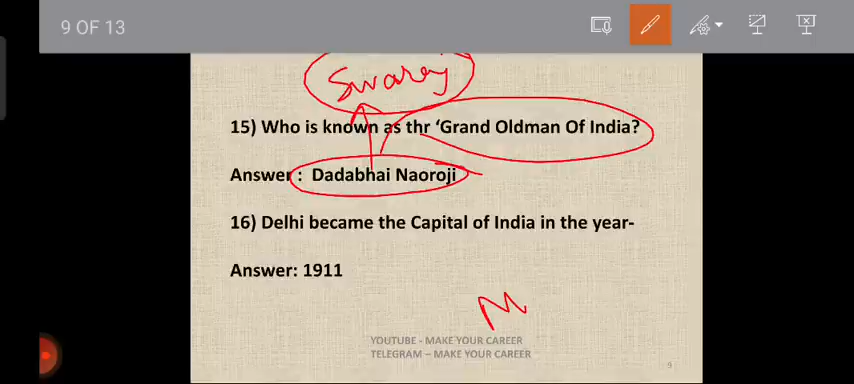 9 OF 13
Swaraj
15) Who is known as thr ‘Grand Oldman Of India?
Answer : Dadabhai Naoroji
16) Delhi became the Capital of India in the year-
Answer: 1911
M
YOUTUBE - MAKE YOUR CAREER
TELEGRAM – MAKE YOUR CAREER
9